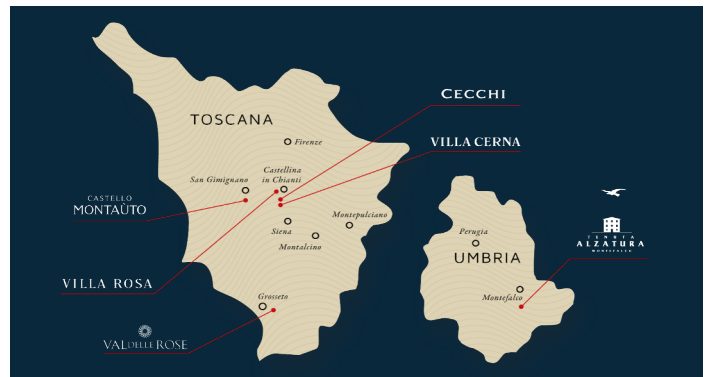 CECCHI
TOSCANA
Firenze
VILLA CERNA
Castellina
in Chianti
San Gimignano
CASTELLO
MONTAÙTO
Montepulciano
Siena
Montalcino
Perugia
TENUTA
ALZATURA
MONTEFALCO
UMBRIA
VILLA ROSA
Grosseto
Montefalco
VAL DELLE ROSE